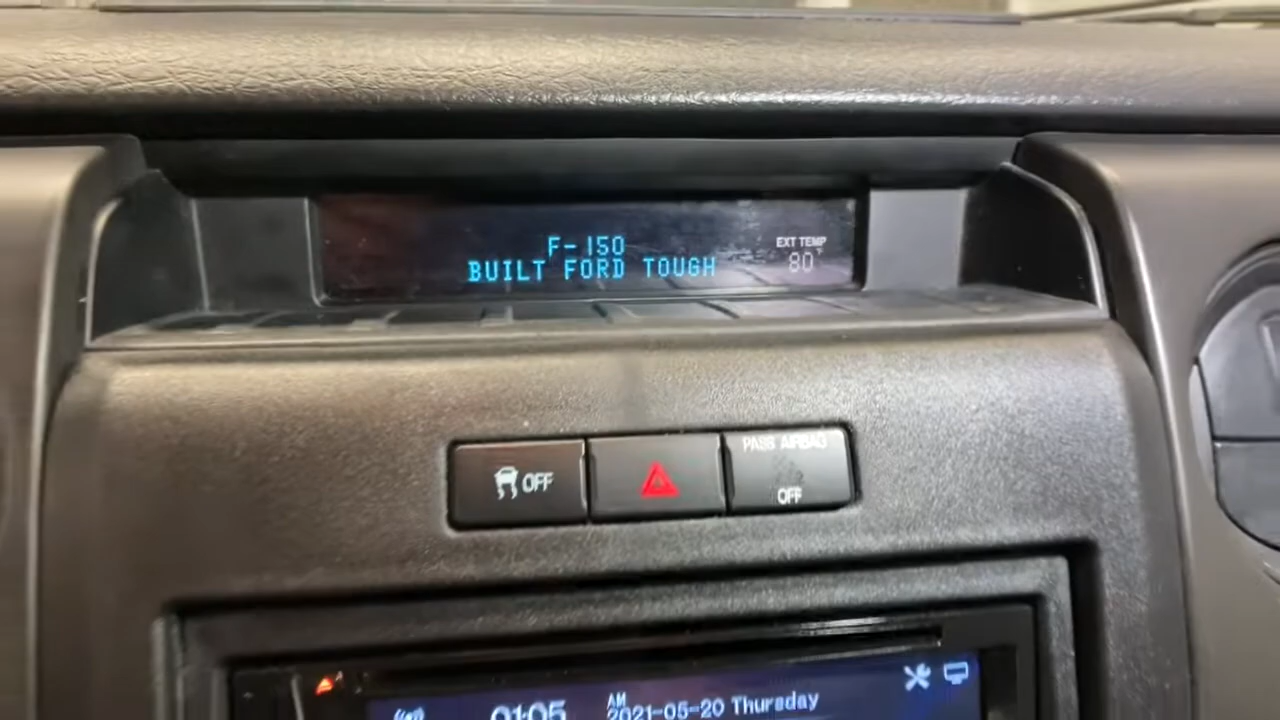 F-150
BUILT FORD TOUGH
EXT TEMP
80°F
OFF
PASS AIRBAG
OFF
01:05
AM
2021-05-20 Thursday